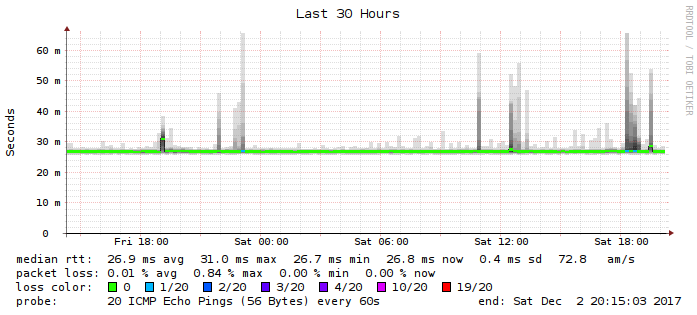 Last 30 Hours
RRDTOOL / TOBI OETIKER
Seconds
60 m
50 m
40 m
30 m
20 m
10 m
0
Fri 18:00 Sat 00:00 Sat 06:00 Sat 12:00 Sat 18:00
median rtt: 26.9 ms avg 31.0 ms max 26.7 ms min 26.8 ms now 0.4 ms sd 72.8 am/s
packet loss: 0.01 % avg 0.84 % max 0.00 % min 0.00 % now
loss color: 0 1/20 2/20 3/20 4/20 10/20 19/20
probe: 20 ICMP Echo Pings (56 Bytes) every 60s end: Sat Dec 2 20:15:03 2017